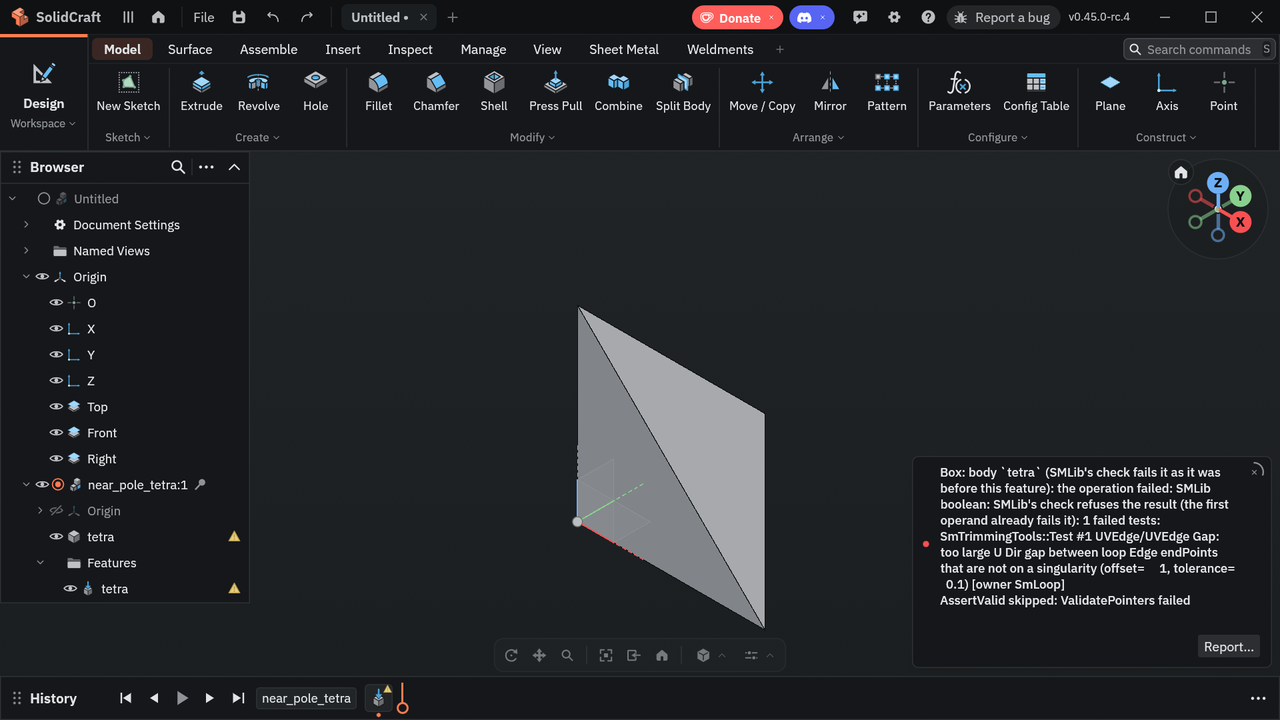 SolidCraft
File
Untitled •
Donate
Report a bug
v0.45.0-rc.4
Model
Surface
Assemble
Insert
Inspect
Manage
View
Sheet Metal
Weldments
Search commands
S
Design
Workspace
New Sketch
Extrude
Revolve
Hole
Fillet
Chamfer
Shell
Press Pull
Combine
Split Body
Move / Copy
Mirror
Pattern
Parameters
Config Table
Plane
Axis
Point
Sketch
Create
Modify
Arrange
Configure
Construct
Browser
Untitled
Document Settings
Named Views
Origin
O
X
Y
Z
Top
Front
Right
near_pole_tetra:1
Origin
tetra
Features
tetra
Z
Y
X
Box: body `tetra` (SMLib's check fails it as it was
before this feature): the operation failed: SMLib
boolean: SMLib's check refuses the result (the first
operand already fails it): 1 failed tests:
SmTrimmingTools::Test #1 UVEdge/UVEdge Gap:
too large U Dir gap between loop Edge endPoints
that are not on a singularity (offset= 1, tolerance=
0.1) [owner SmLoop]
AssertValid skipped: ValidatePointers failed
Report...
History
near_pole_tetra